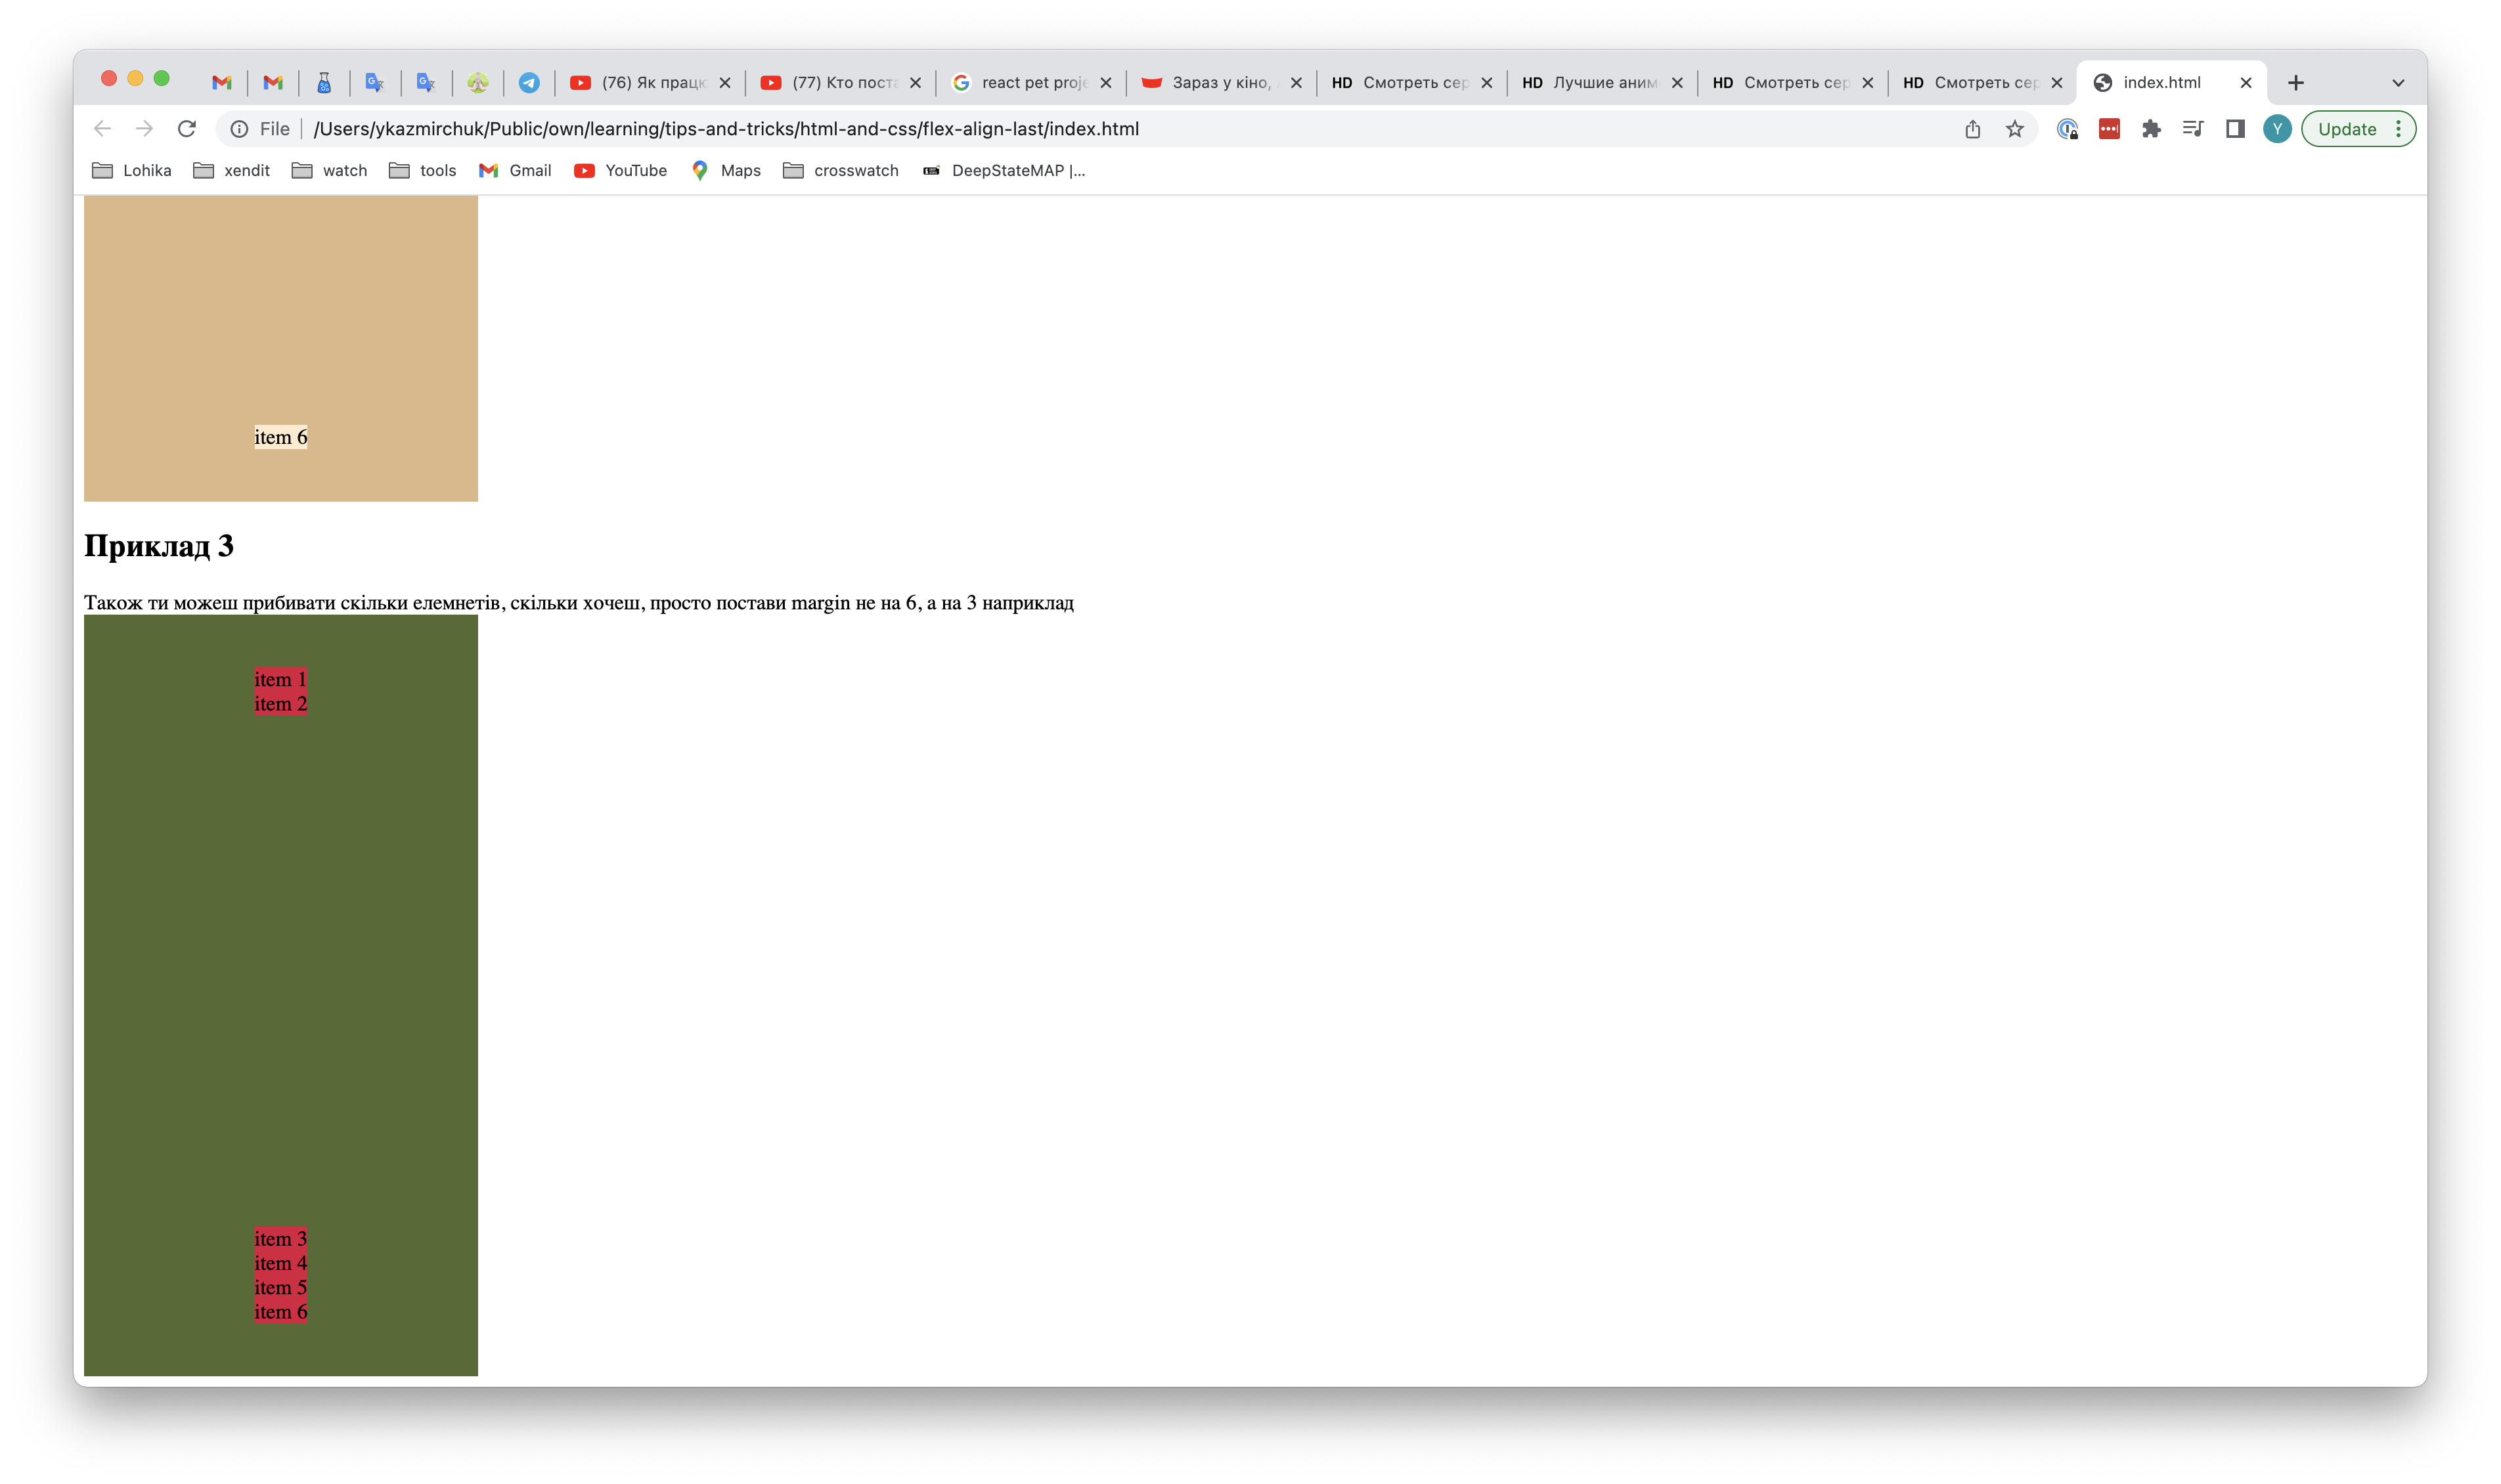 (76) Як працю
(77) Кто поста
react pet proje
Зараз у кіно,
HD Смотреть сер
HD Лучшие аним
HD Смотреть сер
HD Смотреть сер
index.html
File /Users/ykazmirchuk/Public/own/learning/tips-and-tricks/html-and-css/flex-align-last/index.html
Y
Update
Lohika
xendit
watch
tools
Gmail
YouTube
Maps
crosswatch
DeepStateMAP |...
item 6
Приклад 3
Також ти можеш прибивати скільки елемнетів, скільки хочеш, просто постави margin не на 6, а на 3 наприклад
item 1
item 2
item 3
item 4
item 5
item 6